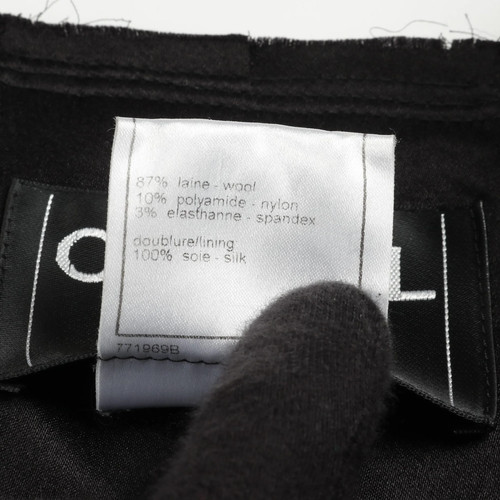 87% laine - wool
10% polyamide - nylon
3% elasthanne - spandex
doublure/lining
100% soie - silk
771969B